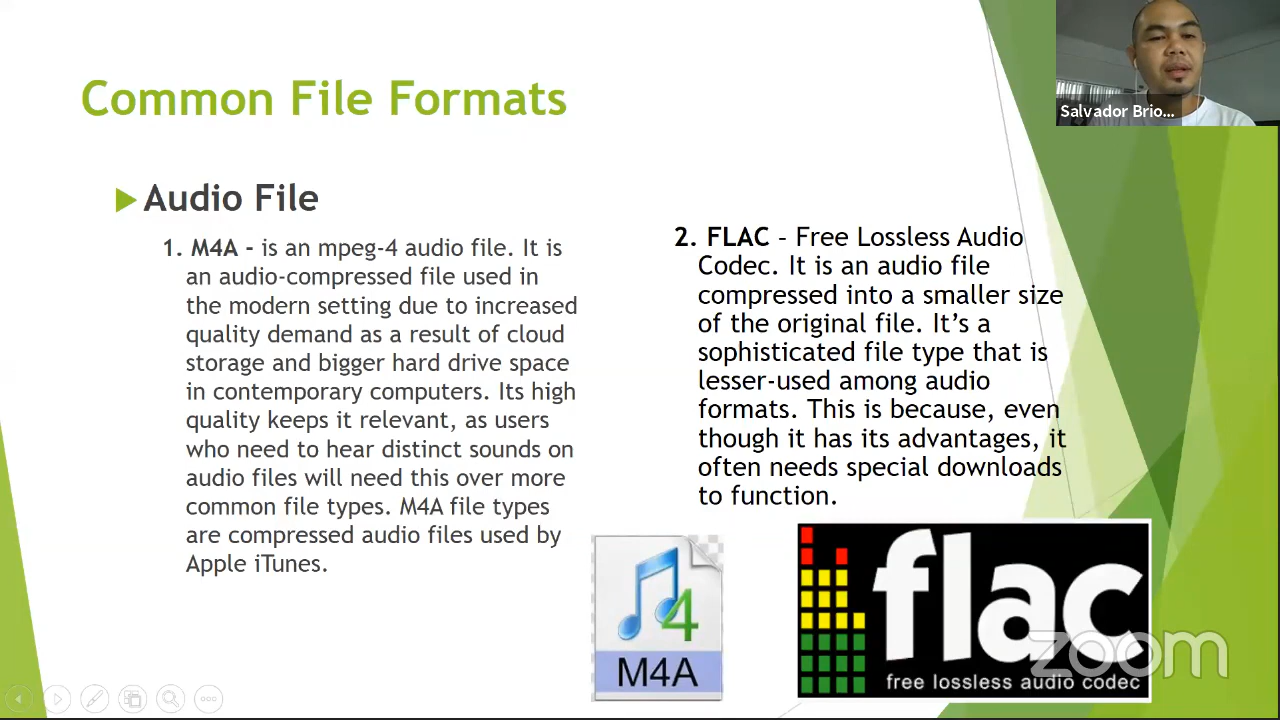 Common File Formats
Salvador Brio...
Audio File
1. M4A - is an mpeg-4 audio file. It is
an audio-compressed file used in
the modern setting due to increased
quality demand as a result of cloud
storage and bigger hard drive space
in contemporary computers. Its high
quality keeps it relevant, as users
who need to hear distinct sounds on
audio files will need this over more
common file types. M4A file types
are compressed audio files used by
Apple iTunes.
2. FLAC – Free Lossless Audio
Codec. It is an audio file
compressed into a smaller size
of the original file. It’s a
sophisticated file type that is
lesser-used among audio
formats. This is because, even
though it has its advantages, it
often needs special downloads
to function.
4
M4A
flac
free lossless audio codec
zoom